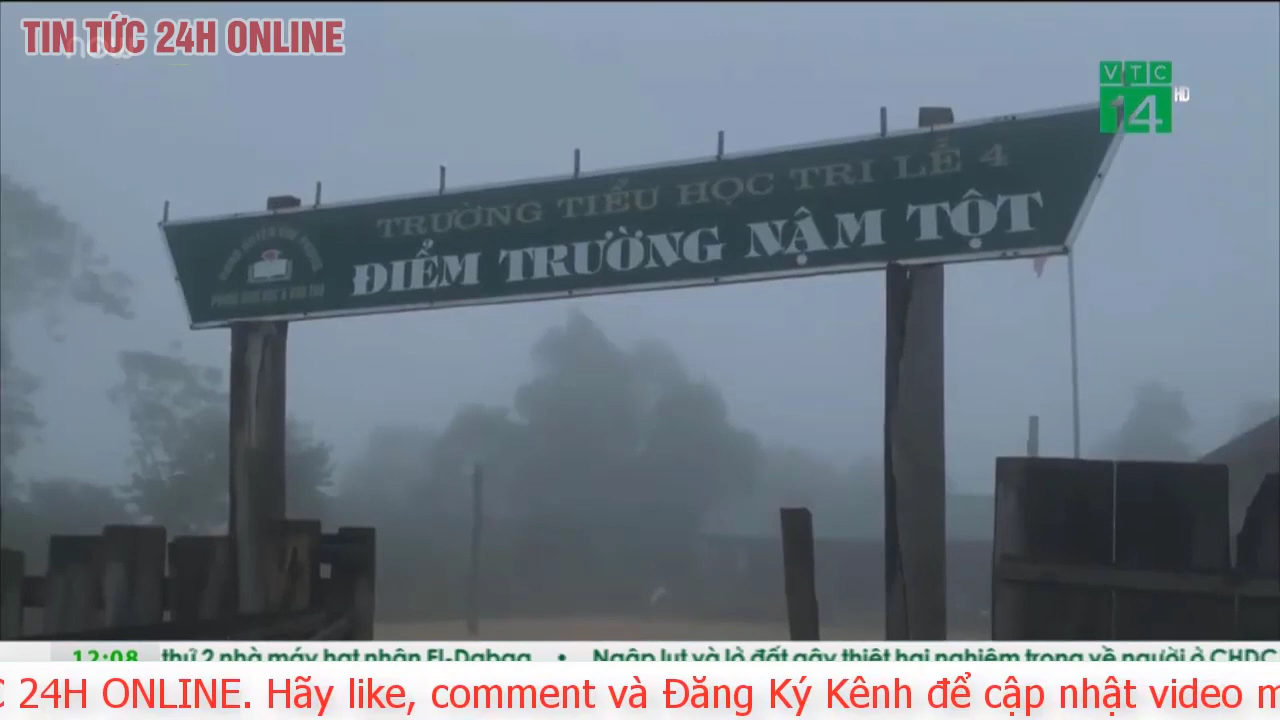 TIN TỨC 24H ONLINE
VTC
14 HD
TRƯỜNG TIỂU HỌC TRI LỄ 4
ĐIỂM TRƯỜNG NẬM TỘT
12:08 thứ 2 nhà máy hạt nhân El-Dabaa • Ngập lụt và lở đất gây thiệt hại nghiêm trọng về người ở CHDC
24H ONLINE. Hãy like, comment và Đăng Ký Kênh để cập nhật video